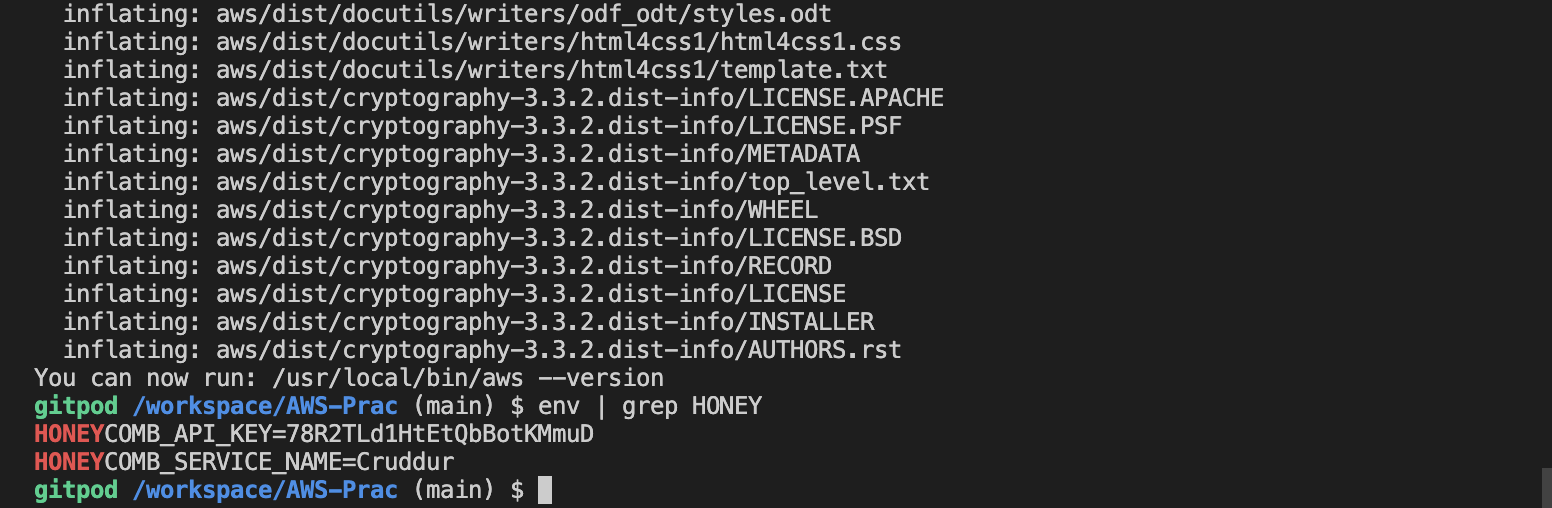 inflating: aws/dist/docutils/writers/odf_odt/styles.odt
inflating: aws/dist/docutils/writers/html4css1/html4css1.css
inflating: aws/dist/docutils/writers/html4css1/template.txt
inflating: aws/dist/cryptography-3.3.2.dist-info/LICENSE.APACHE
inflating: aws/dist/cryptography-3.3.2.dist-info/LICENSE.PSF
inflating: aws/dist/cryptography-3.3.2.dist-info/METADATA
inflating: aws/dist/cryptography-3.3.2.dist-info/top_level.txt
inflating: aws/dist/cryptography-3.3.2.dist-info/WHEEL
inflating: aws/dist/cryptography-3.3.2.dist-info/LICENSE.BSD
inflating: aws/dist/cryptography-3.3.2.dist-info/RECORD
inflating: aws/dist/cryptography-3.3.2.dist-info/LICENSE
inflating: aws/dist/cryptography-3.3.2.dist-info/INSTALLER
inflating: aws/dist/cryptography-3.3.2.dist-info/AUTHORS.rst
You can now run: /usr/local/bin/aws --version
gitpod /workspace/AWS-Prac (main) $ env | grep HONEY
HONEYCOMB_API_KEY=78R2TLd1HtEtQbBotKMmuD
HONEYCOMB_SERVICE_NAME=Cruddur
gitpod /workspace/AWS-Prac (main) $